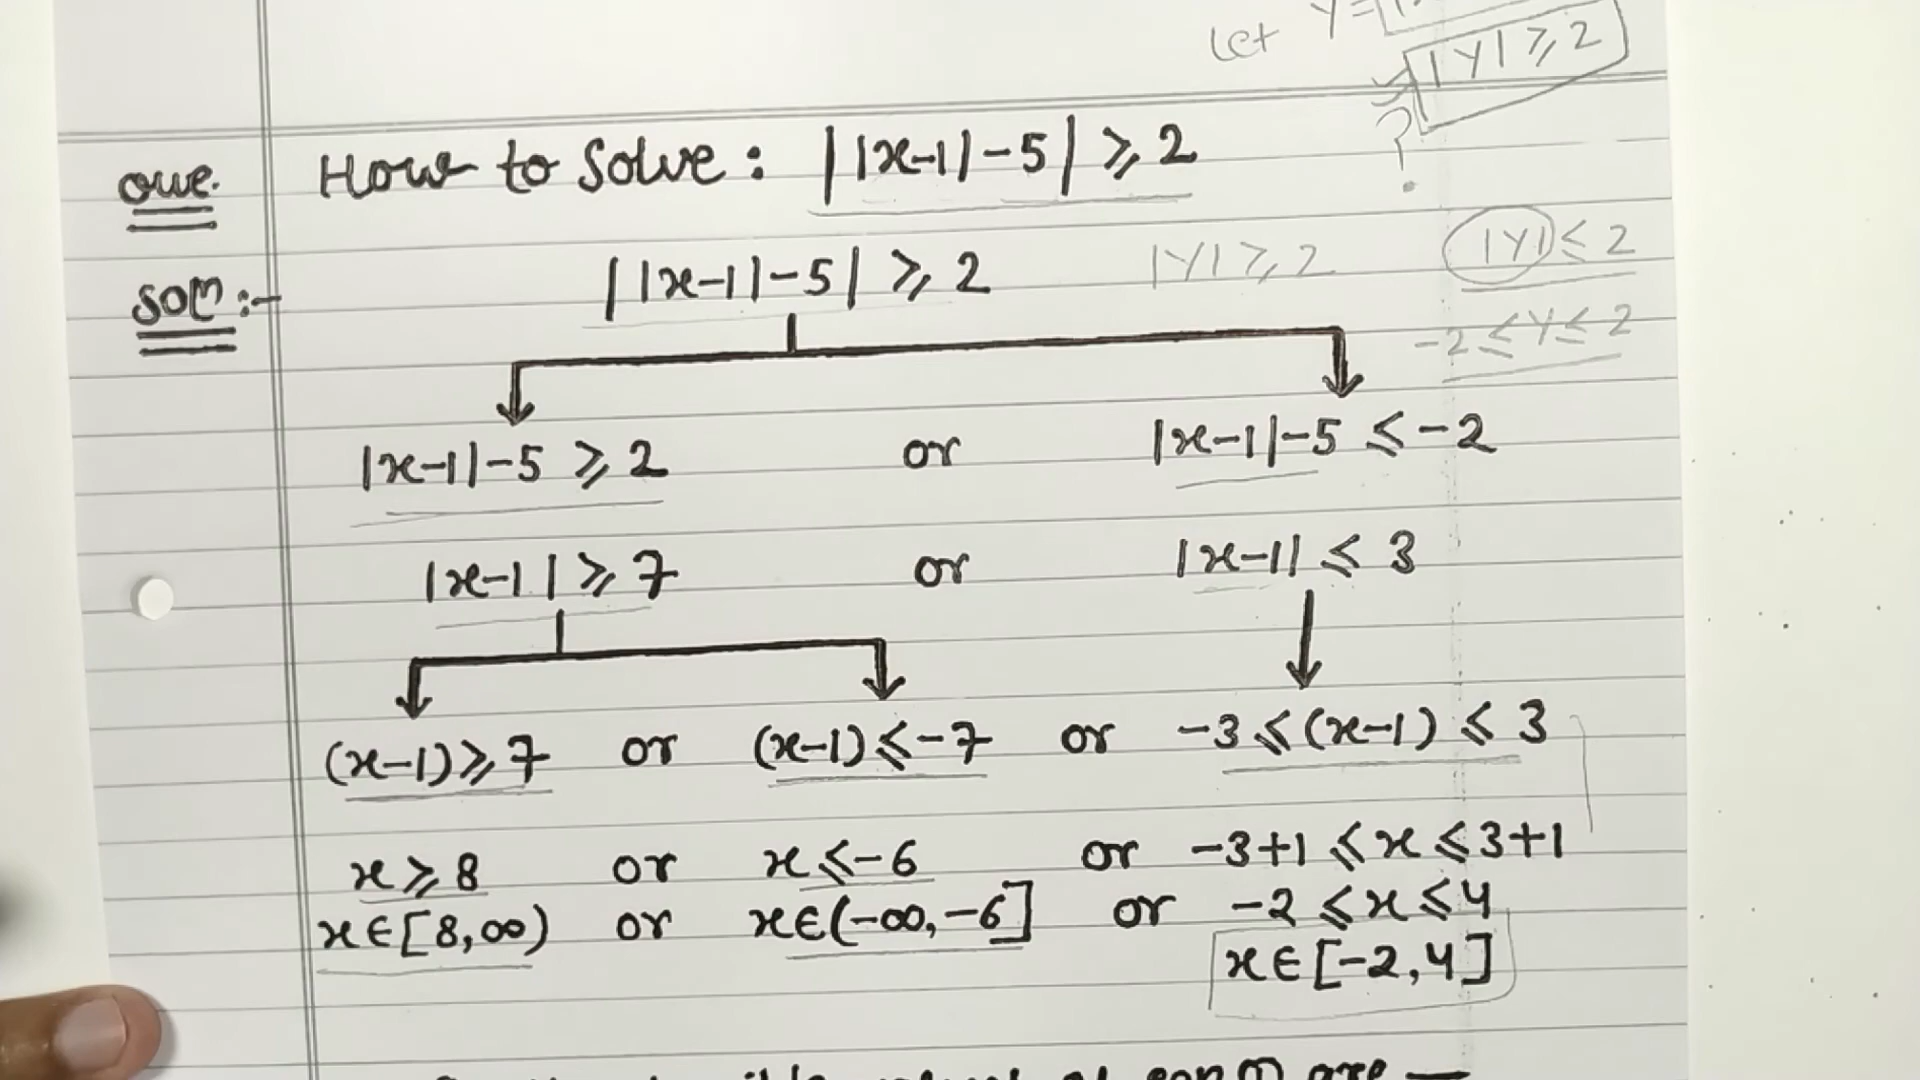 Let Y =
|Y| ⩾ 2
?
Que. How to Solve : ||x-1|-5| ⩾ 2
Soln :- ||x-1|-5| ⩾ 2 |Y| ⩾ 2 |Y| ⩽ 2
-2 ⩽ Y ⩽ 2
|x-1|-5 ⩾ 2 or |x-1|-5 ⩽ -2
|x-1| ⩾ 7 or |x-1| ⩽ 3
(x-1) ⩾ 7 or (x-1) ⩽ -7 or -3 ⩽ (x-1) ⩽ 3
x ⩾ 8 or x ⩽ -6 or -3+1 ⩽ x ⩽ 3+1
x ∈ [8,∞) or x ∈ (-∞,-6] or -2 ⩽ x ⩽ 4
x ∈ [-2,4]
are —